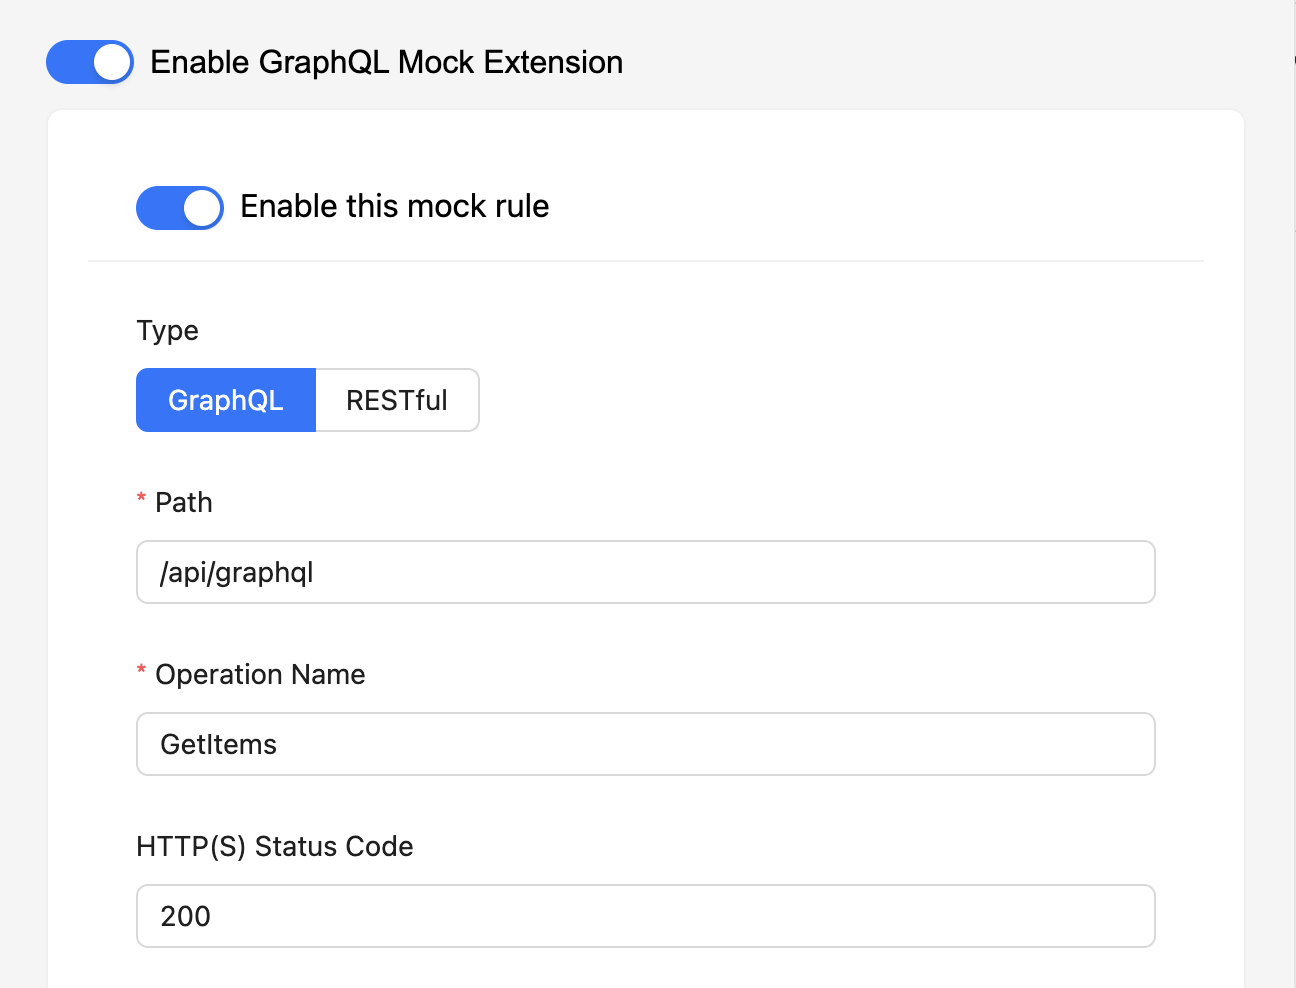 Enable GraphQL Mock Extension
Enable this mock rule
Type
GraphQL RESTful
* Path
/api/graphql
* Operation Name
GetItems
HTTP(S) Status Code
200